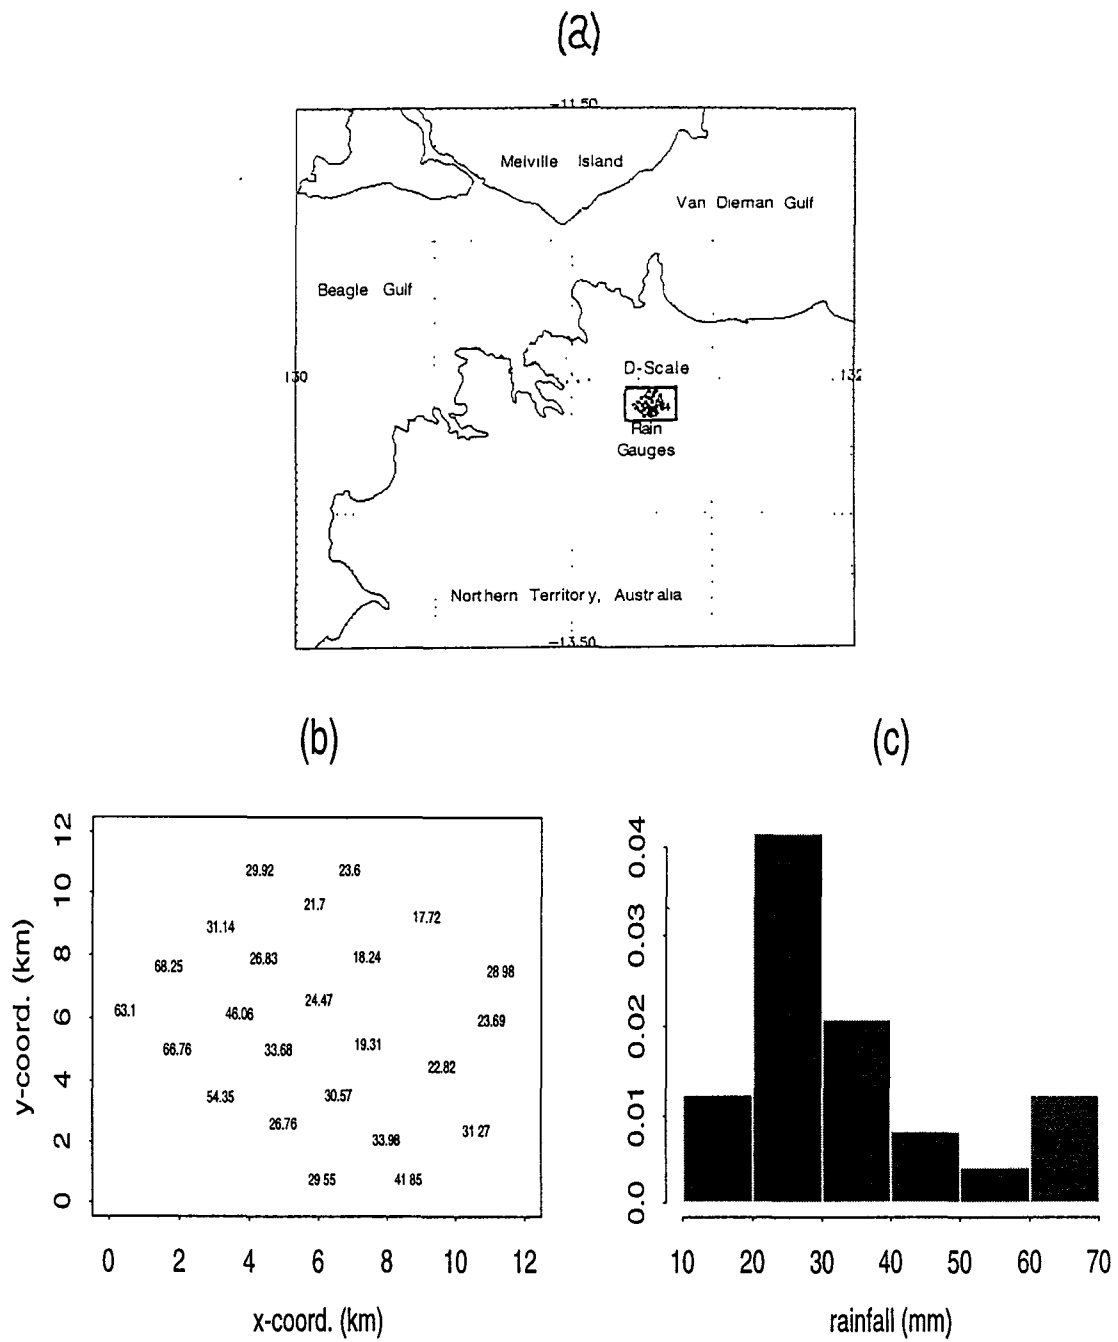 (a)
-11.50
Melville Island
Van Dieman Gulf
Beagle Gulf
D-Scale
130
132
Rain
Gauges
Northern Territory, Australia
-13.50
(b)
(c)
y-coord. (km)
12
10
8
6
4
2
0
29.92
23.6
21.7
17.72
31.14
26.83
18.24
68.25
28 98
24.47
63.1
46.06
23.69
66.76
33.68
19.31
22.82
54.35
30.57
26.76
31 27
33.98
29 55
41 85
0 2 4 6 8 10 12
x-coord. (km)
0.04
0.03
0.02
0.01
0.0
10 20 30 40 50 60 70
rainfall (mm)